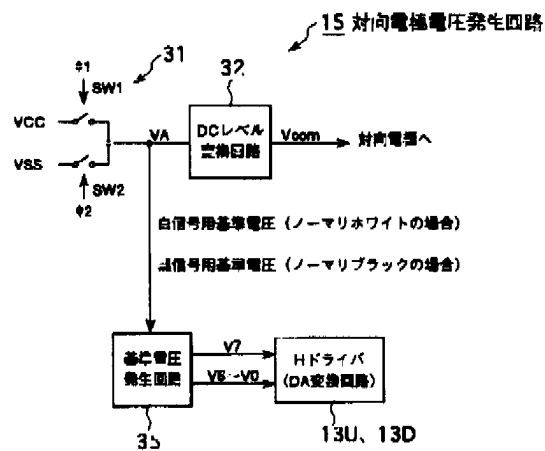 15 対向電極電圧発生回路
31
φ1
SW1
32
VCC
VA
DCレベル
変換回路
Vcom
対向電極へ
VSS
SW2
φ2
白信号用基準電圧（ノーマリホワイトの場合）
黒信号用基準電圧（ノーマリブラックの場合）
基準電圧
発生回路
V7
V6~V0
Hドライバ
(DA変換回路)
35
13U、13D